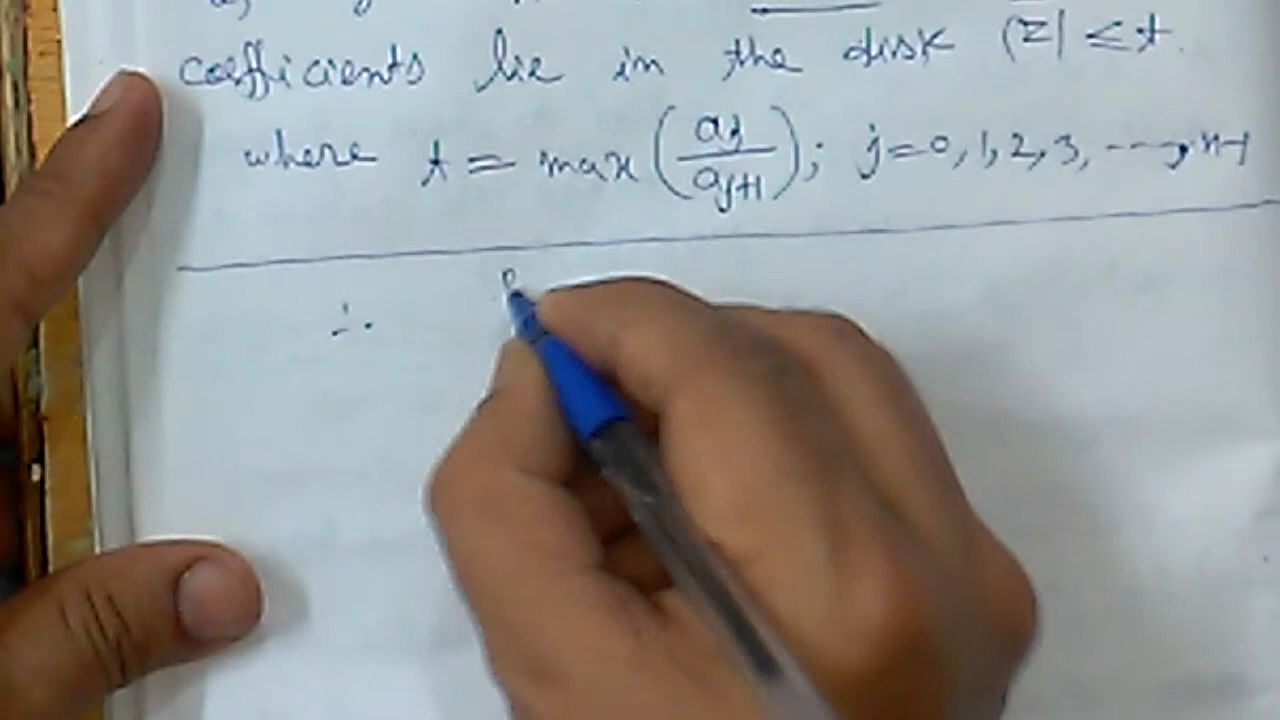 coefficients lie in the disk |z| ≤ t.
where t = max (aj / aj+1); j=0, 1, 2, 3, ----, n-1
∴